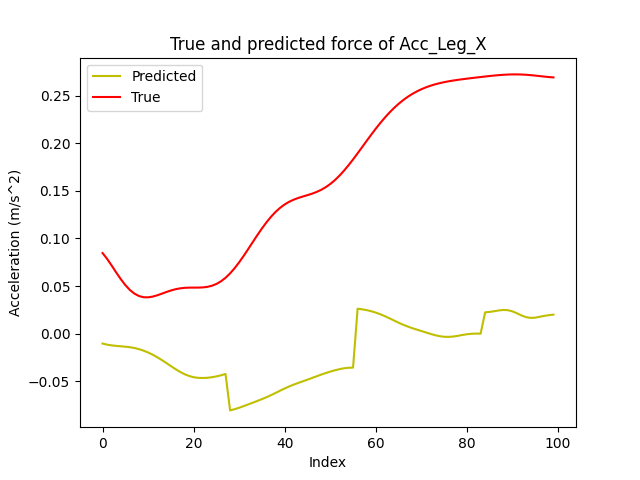 True and predicted force of Acc_Leg_X
Predicted
True
Acceleration (m/s^2)
0.25
0.20
0.15
0.10
0.05
0.00
−0.05
0
20
40
60
80
100
Index